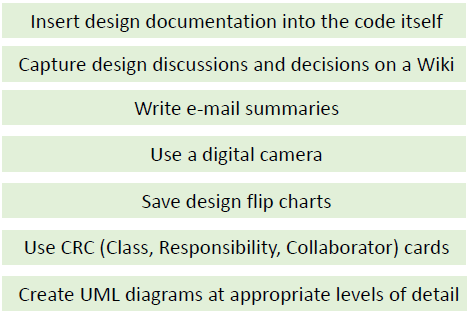 Insert design documentation into the code itself
Capture design discussions and decisions on a Wiki
Write e-mail summaries
Use a digital camera
Save design flip charts
Use CRC (Class, Responsibility, Collaborator) cards
Create UML diagrams at appropriate levels of detail